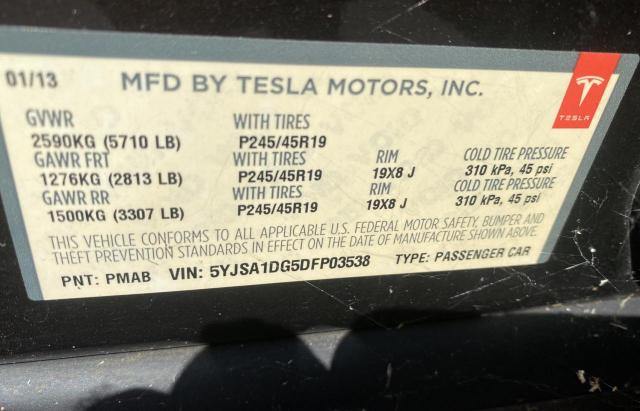 01/13 MFD BY TESLA MOTORS, INC.
TESLA
GVWR WITH TIRES
2590KG (5710 LB) P245/45R19
GAWR FRT WITH TIRES RIM COLD TIRE PRESSURE
1276KG (2813 LB) P245/45R19 19X8 J 310 kPa, 45 psi
GAWR RR WITH TIRES RIM COLD TIRE PRESSURE
1500KG (3307 LB) P245/45R19 19X8 J 310 kPa, 45 psi
THIS VEHICLE CONFORMS TO ALL APPLICABLE U.S. FEDERAL MOTOR SAFETY, BUMPER AND
THEFT PREVENTION STANDARDS IN EFFECT ON THE DATE OF MANUFACTURE SHOWN ABOVE.
PNT: PMAB VIN: 5YJSA1DG5DFP03538 TYPE: PASSENGER CAR